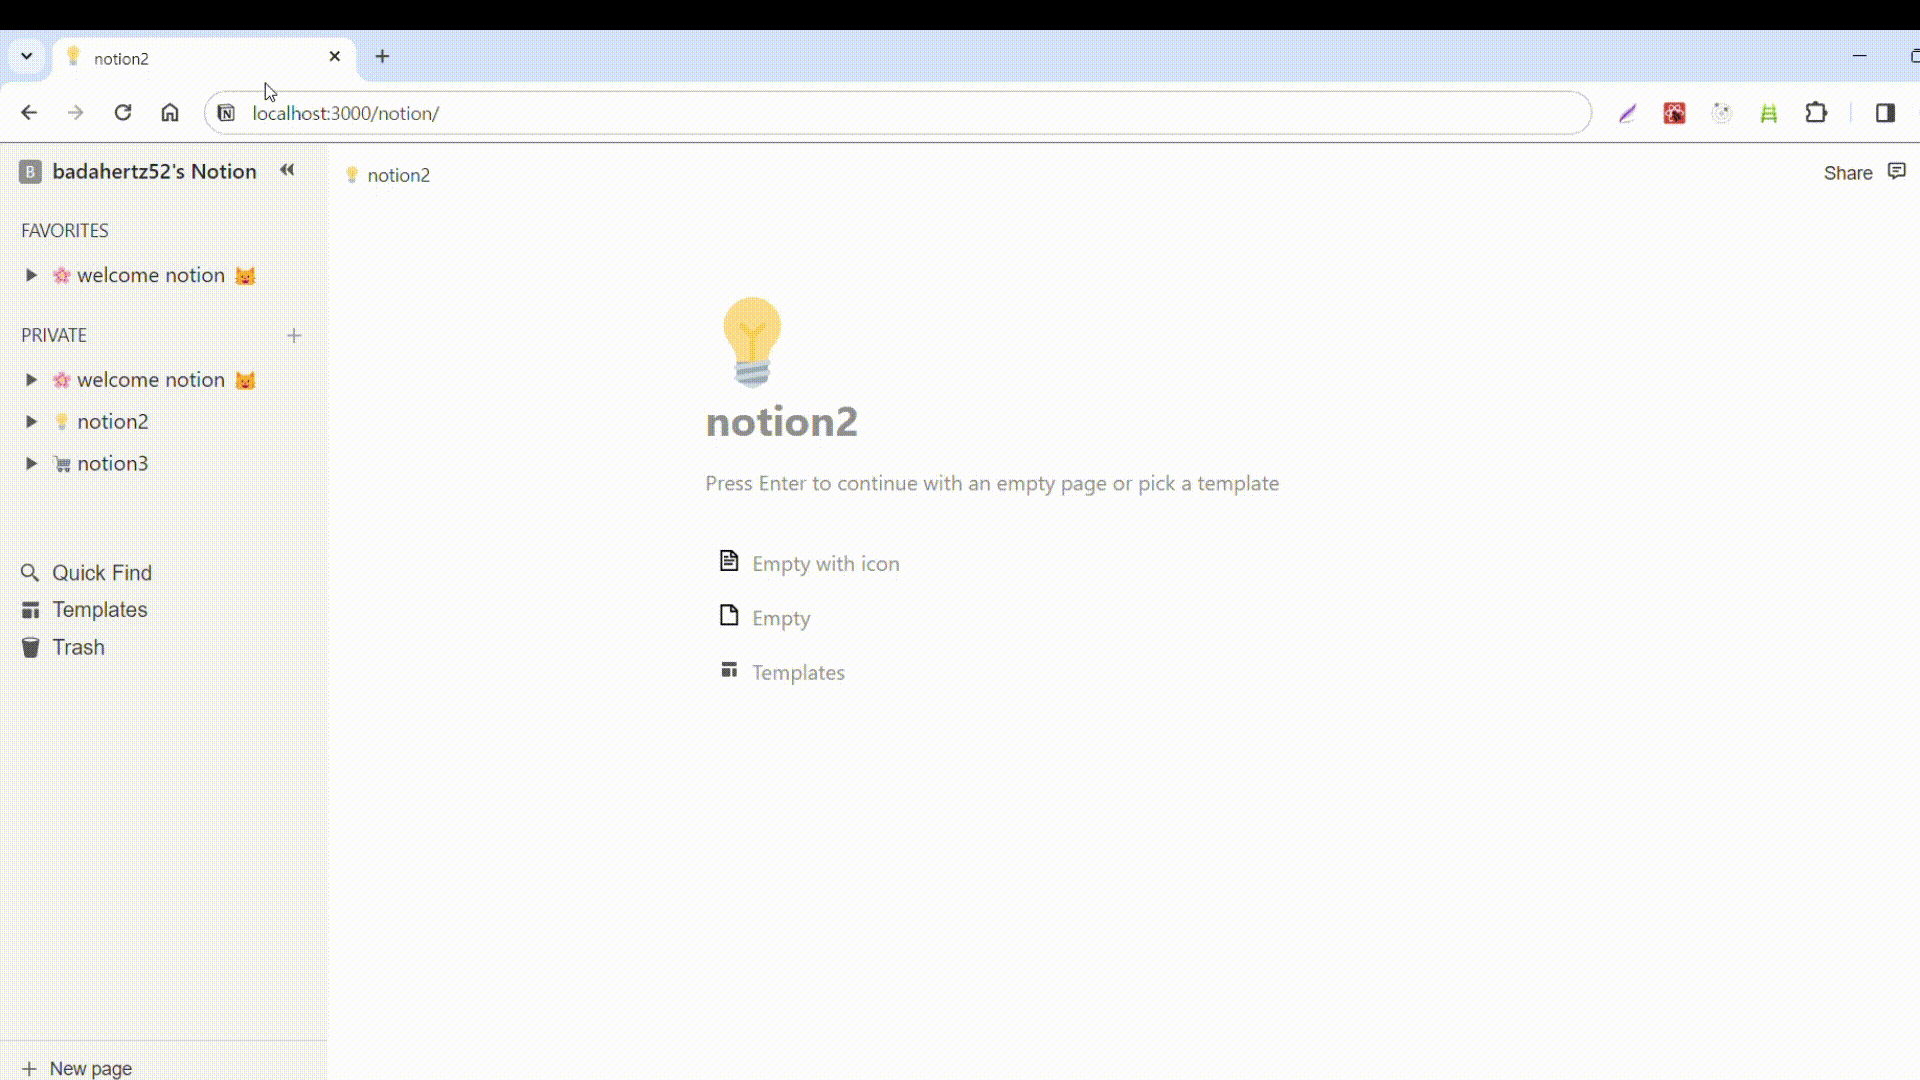 notion2
localhost:3000/notion/
B badahertz52's Notion
notion2
Share
FAVORITES
welcome notion
PRIVATE
welcome notion
notion2
notion3
Quick Find
Templates
Trash
New page
notion2
Press Enter to continue with an empty page or pick a template
Empty with icon
Empty
Templates